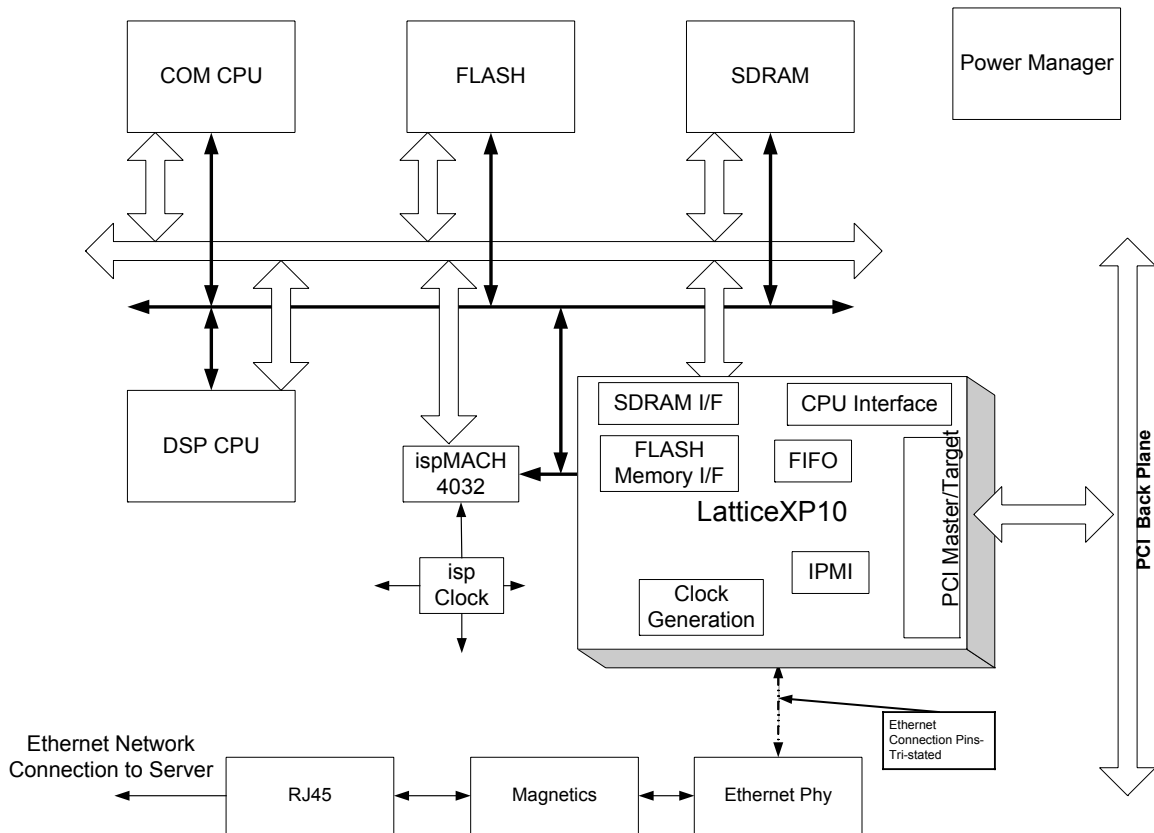 COM CPU
FLASH
SDRAM
Power Manager
DSP CPU
ispMACH
4032
isp
Clock
SDRAM I/F
CPU Interface
FLASH
Memory I/F
FIFO
LatticeXP10
PCI Master/Target
IPMI
Clock
Generation
PCI Back Plane
Ethernet
Connection Pins-
Tri-stated
Ethernet Network
Connection to Server
RJ45
Magnetics
Ethernet Phy